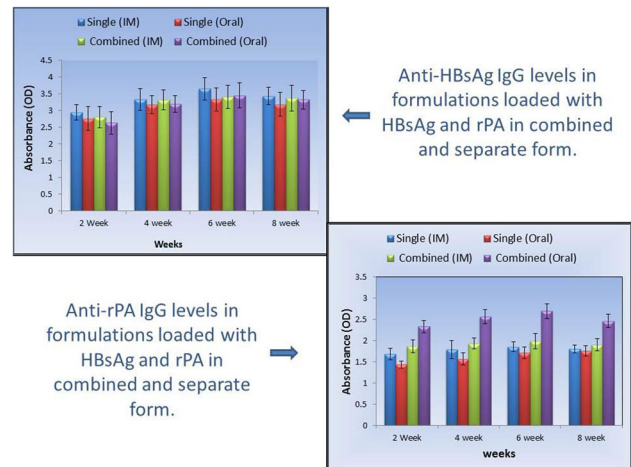 Single (IM) Single (Oral)
Combined (IM) Combined (Oral)
4.5
4
3.5
3
2.5
2
1.5
1
0.5
0
Absorbance (OD)
2 Week 4 week 6 week 8 week
Weeks
Anti-HBsAg IgG levels in
formulations loaded with
HBsAg and rPA in combined
and separate form.
Anti-rPA IgG levels in
formulations loaded with
HBsAg and rPA in
combined and separate
form.
Single (IM) Single (Oral)
Combined (IM) Combined (Oral)
3.5
3
2.5
2
1.5
1
0.5
0
Absorbance (OD)
2 Week 4 week 6 week 8 week
weeks